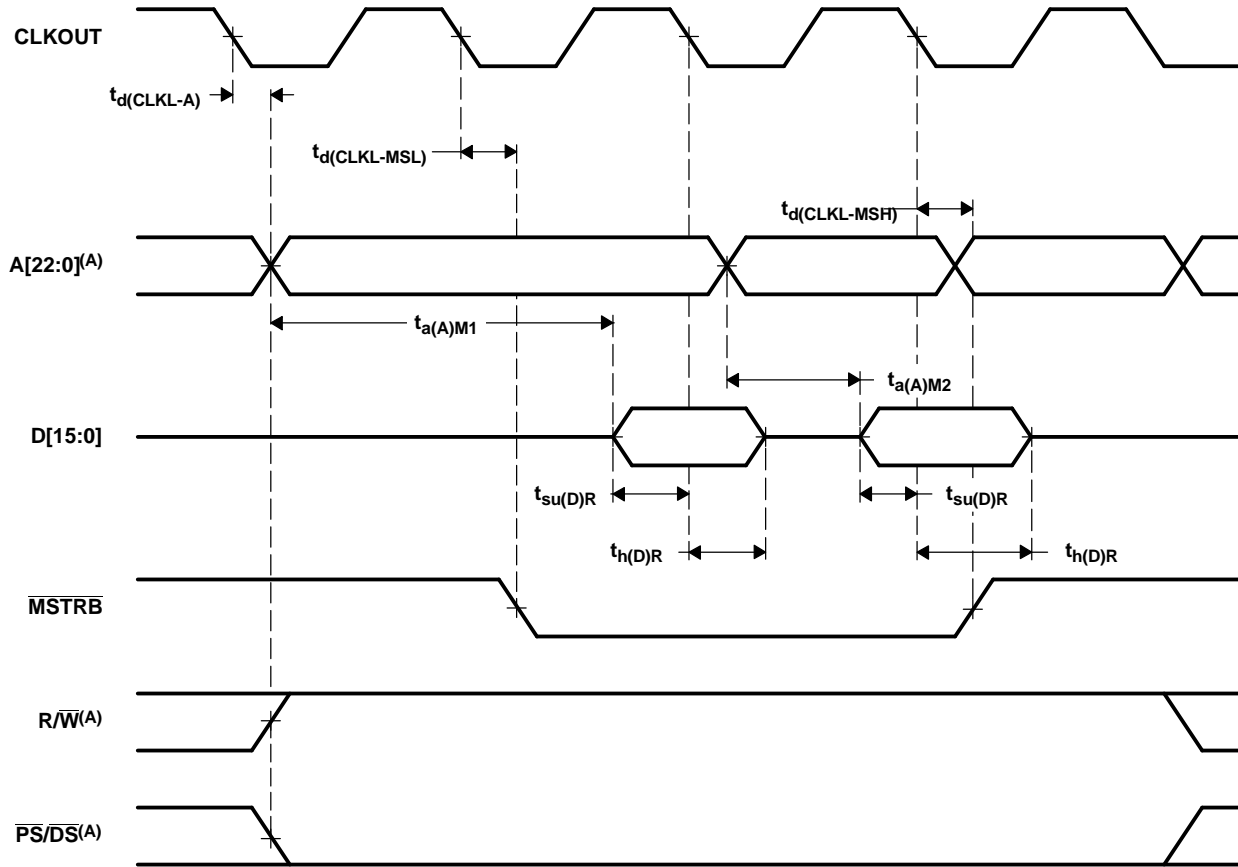 CLKOUT
td(CLKL-A)
td(CLKL-MSL)
td(CLKL-MSH)
A[22:0](A)
ta(A)M1
ta(A)M2
D[15:0]
tsu(D)R
tsu(D)R
th(D)R
th(D)R
MSTRB
R/W(A)
PS/DS(A)